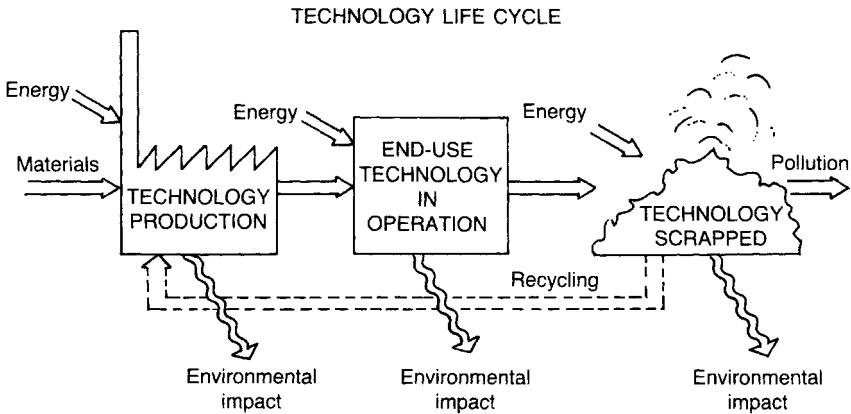 TECHNOLOGY LIFE CYCLE
Energy
Energy
Energy
Materials
TECHNOLOGY
PRODUCTION
END-USE
TECHNOLOGY
IN
OPERATION
TECHNOLOGY
SCRAPPED
Pollution
Recycling
Environmental
impact
Environmental
impact
Environmental
impact